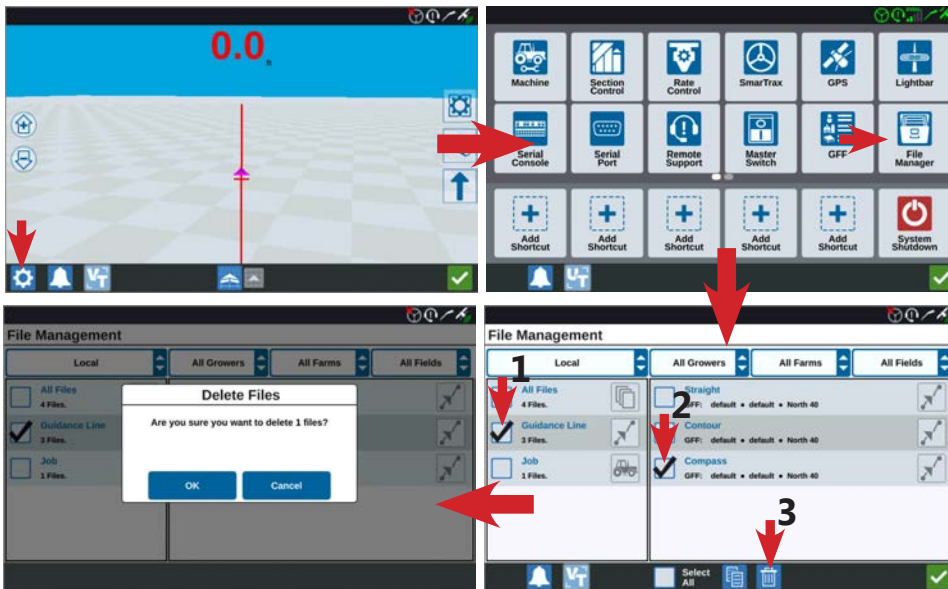 0.0
ft
Machine
Section
Control
Rate
Control
SmarTrax
GPS
Lightbar
Serial
Console
Serial
Port
Remote
Support
Master
Switch
GFF
File
Manager
Add
Shortcut
Add
Shortcut
Add
Shortcut
Add
Shortcut
System
Shutdown
VT
VT
File Management
Local
All Growers
All Farms
All Fields
All Files
4 Files.
Guidance Line
3 Files.
Job
1 Files.
Delete Files
Are you sure you want to delete 1 files?
OK
Cancel
File Management
Local
All Growers
All Farms
All Fields
1
All Files
4 Files.
Guidance Line
3 Files.
Job
1 Files.
Straight
GFF: default • default • North 40
2
Contour
GFF: default • default • North 40
Compass
GFF: default • default • North 40
3
VT
Select
All